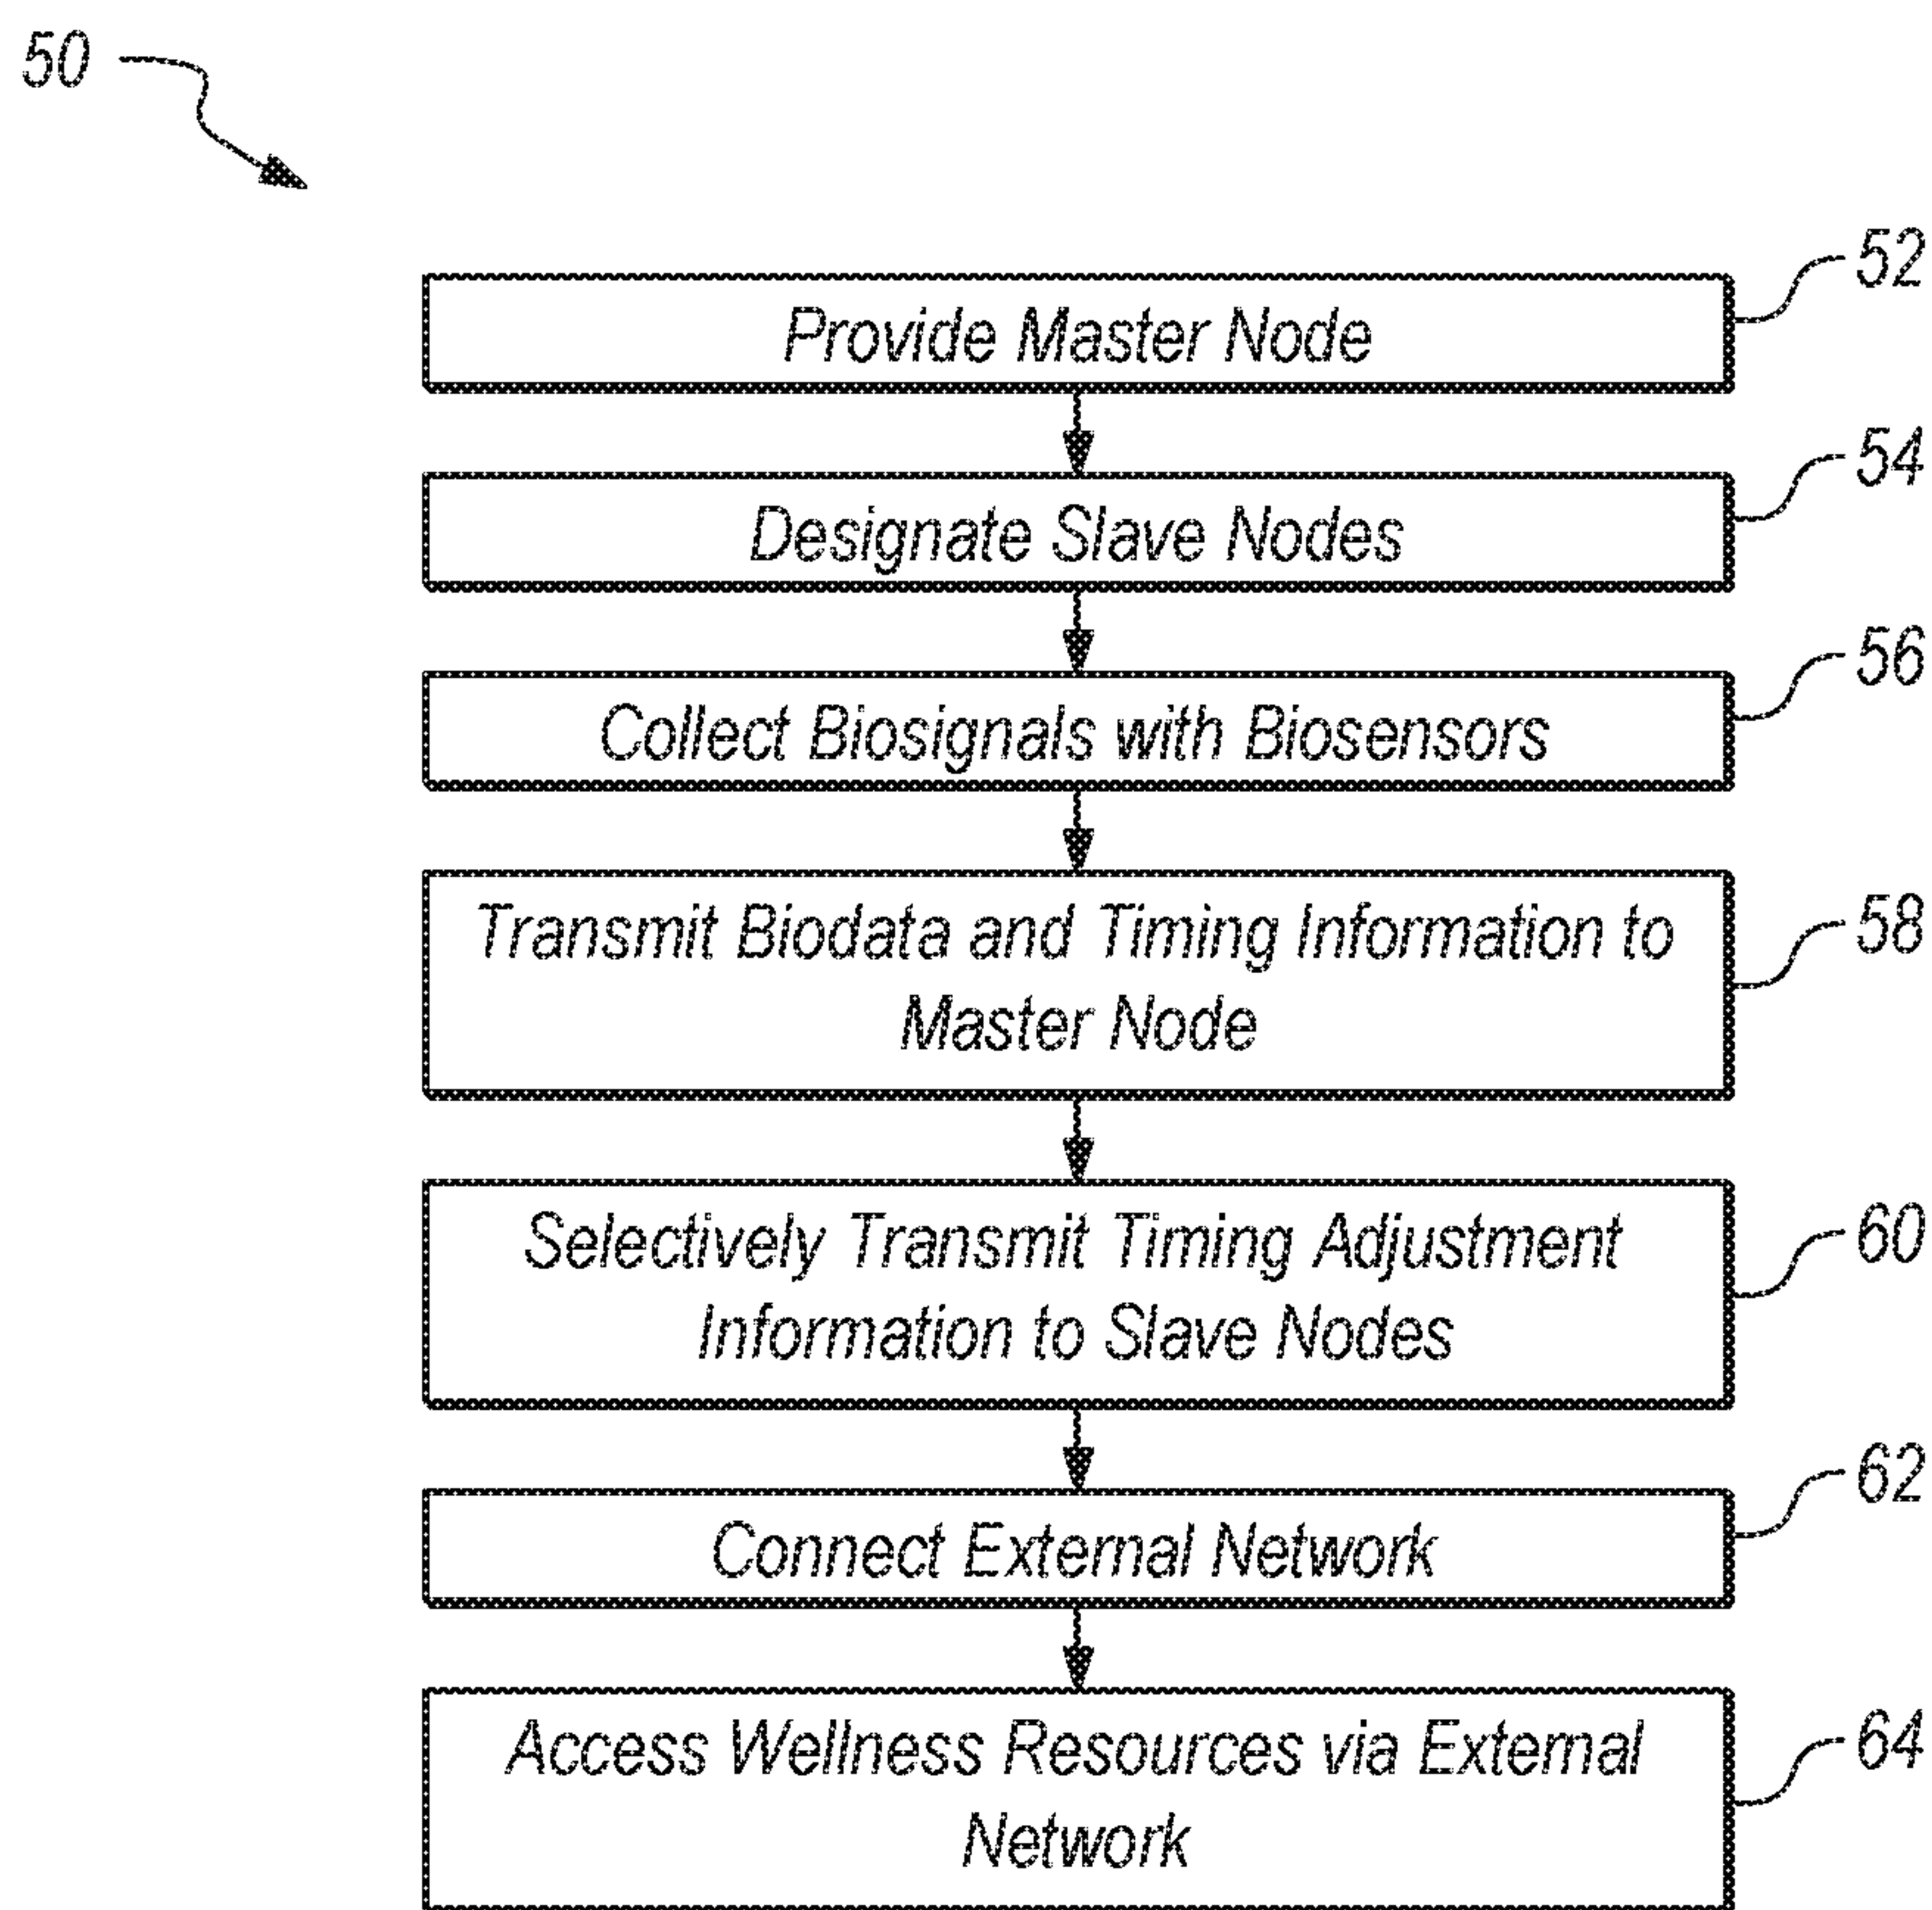 50
52
Provide Master Node
54
Designate Slave Nodes
56
Collect Biosignals with Biosensors
58
Transmit Biodata and Timing Information to
Master Node
60
Selectively Transmit Timing Adjustment
Information to Slave Nodes
62
Connect External Network
64
Access Wellness Resources via External
Network